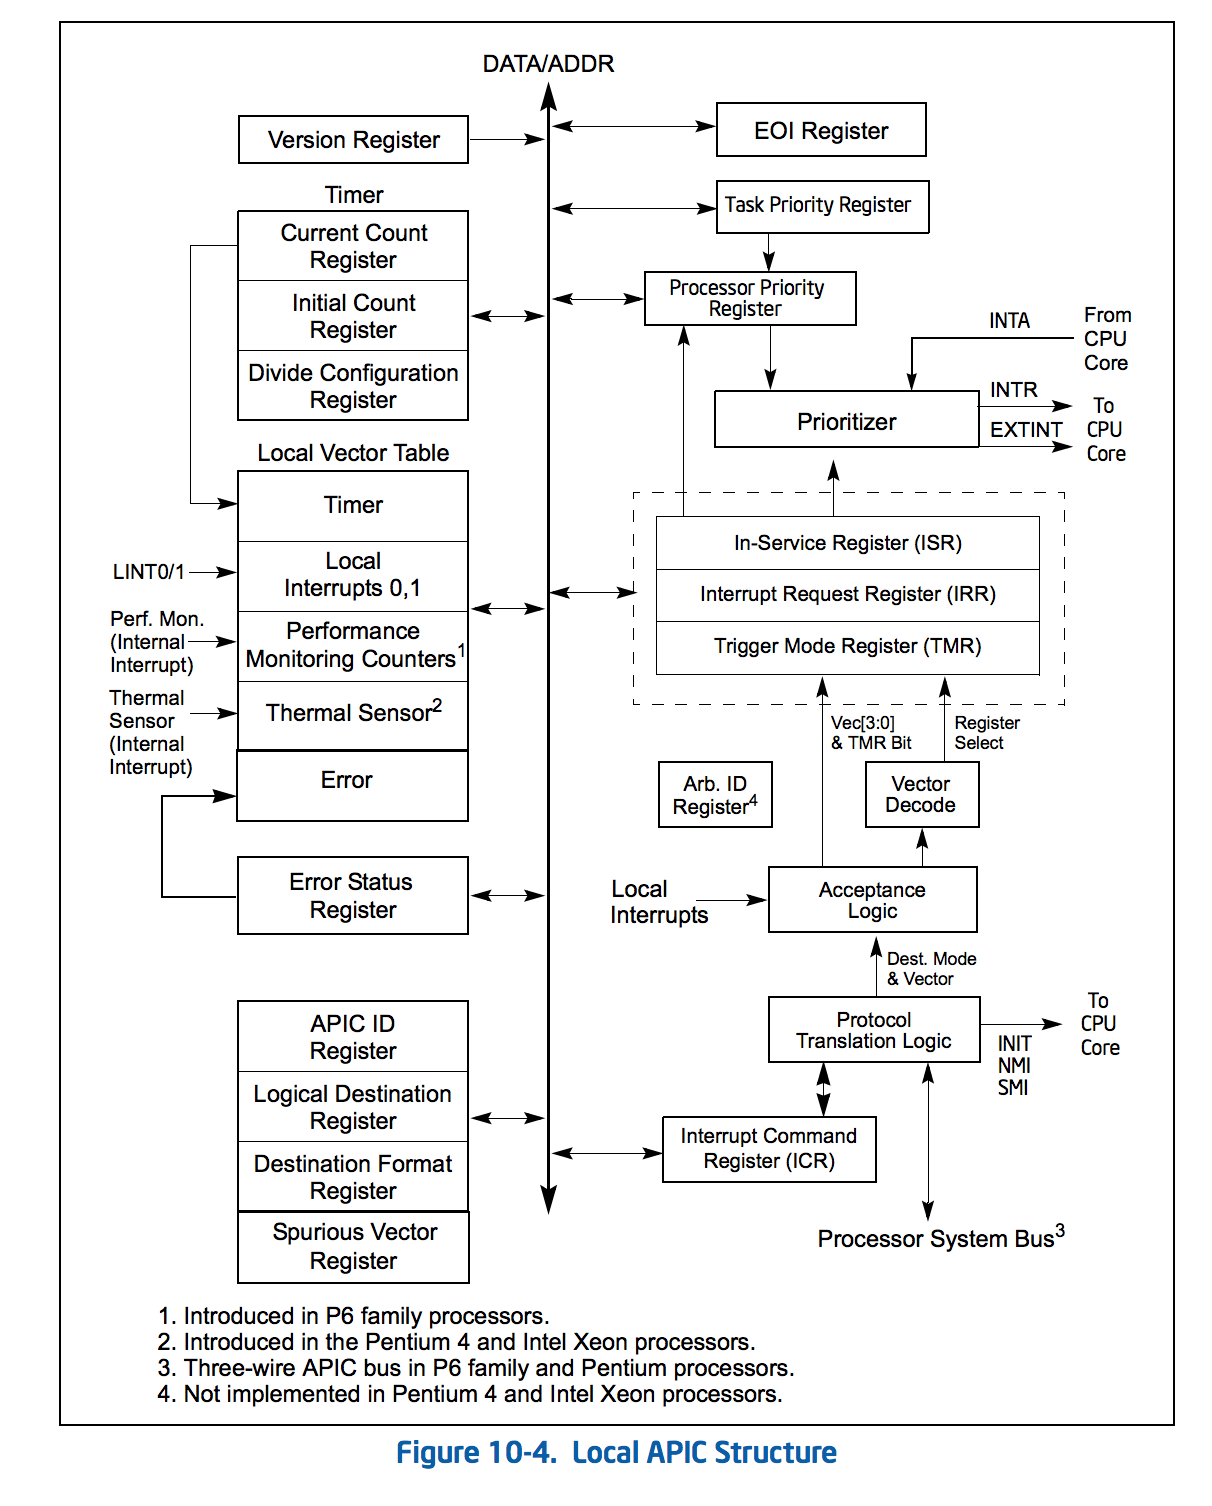 DATA/ADDR
Version Register
EOI Register
Timer
Task Priority Register
Current Count
Register
Initial Count
Register
Divide Configuration
Register
Processor Priority
Register
INTA
From
CPU
Core
Prioritizer
INTR
EXTINT
To
CPU
Core
Local Vector Table
Timer
LINT0/1
Local
Interrupts 0,1
Perf. Mon.
(Internal
Interrupt)
Performance
Monitoring Counters1
Thermal
Sensor
(Internal
Interrupt)
Thermal Sensor2
Error
In-Service Register (ISR)
Interrupt Request Register (IRR)
Trigger Mode Register (TMR)
Vec[3:0]
& TMR Bit
Register
Select
Arb. ID
Register4
Vector
Decode
Error Status
Register
Local
Interrupts
Acceptance
Logic
Dest. Mode
& Vector
Protocol
Translation Logic
To
CPU
Core
INIT
NMI
SMI
APIC ID
Register
Logical Destination
Register
Destination Format
Register
Spurious Vector
Register
Interrupt Command
Register (ICR)
Processor System Bus3
1. Introduced in P6 family processors.
2. Introduced in the Pentium 4 and Intel Xeon processors.
3. Three-wire APIC bus in P6 family and Pentium processors.
4. Not implemented in Pentium 4 and Intel Xeon processors.
Figure 10-4. Local APIC Structure